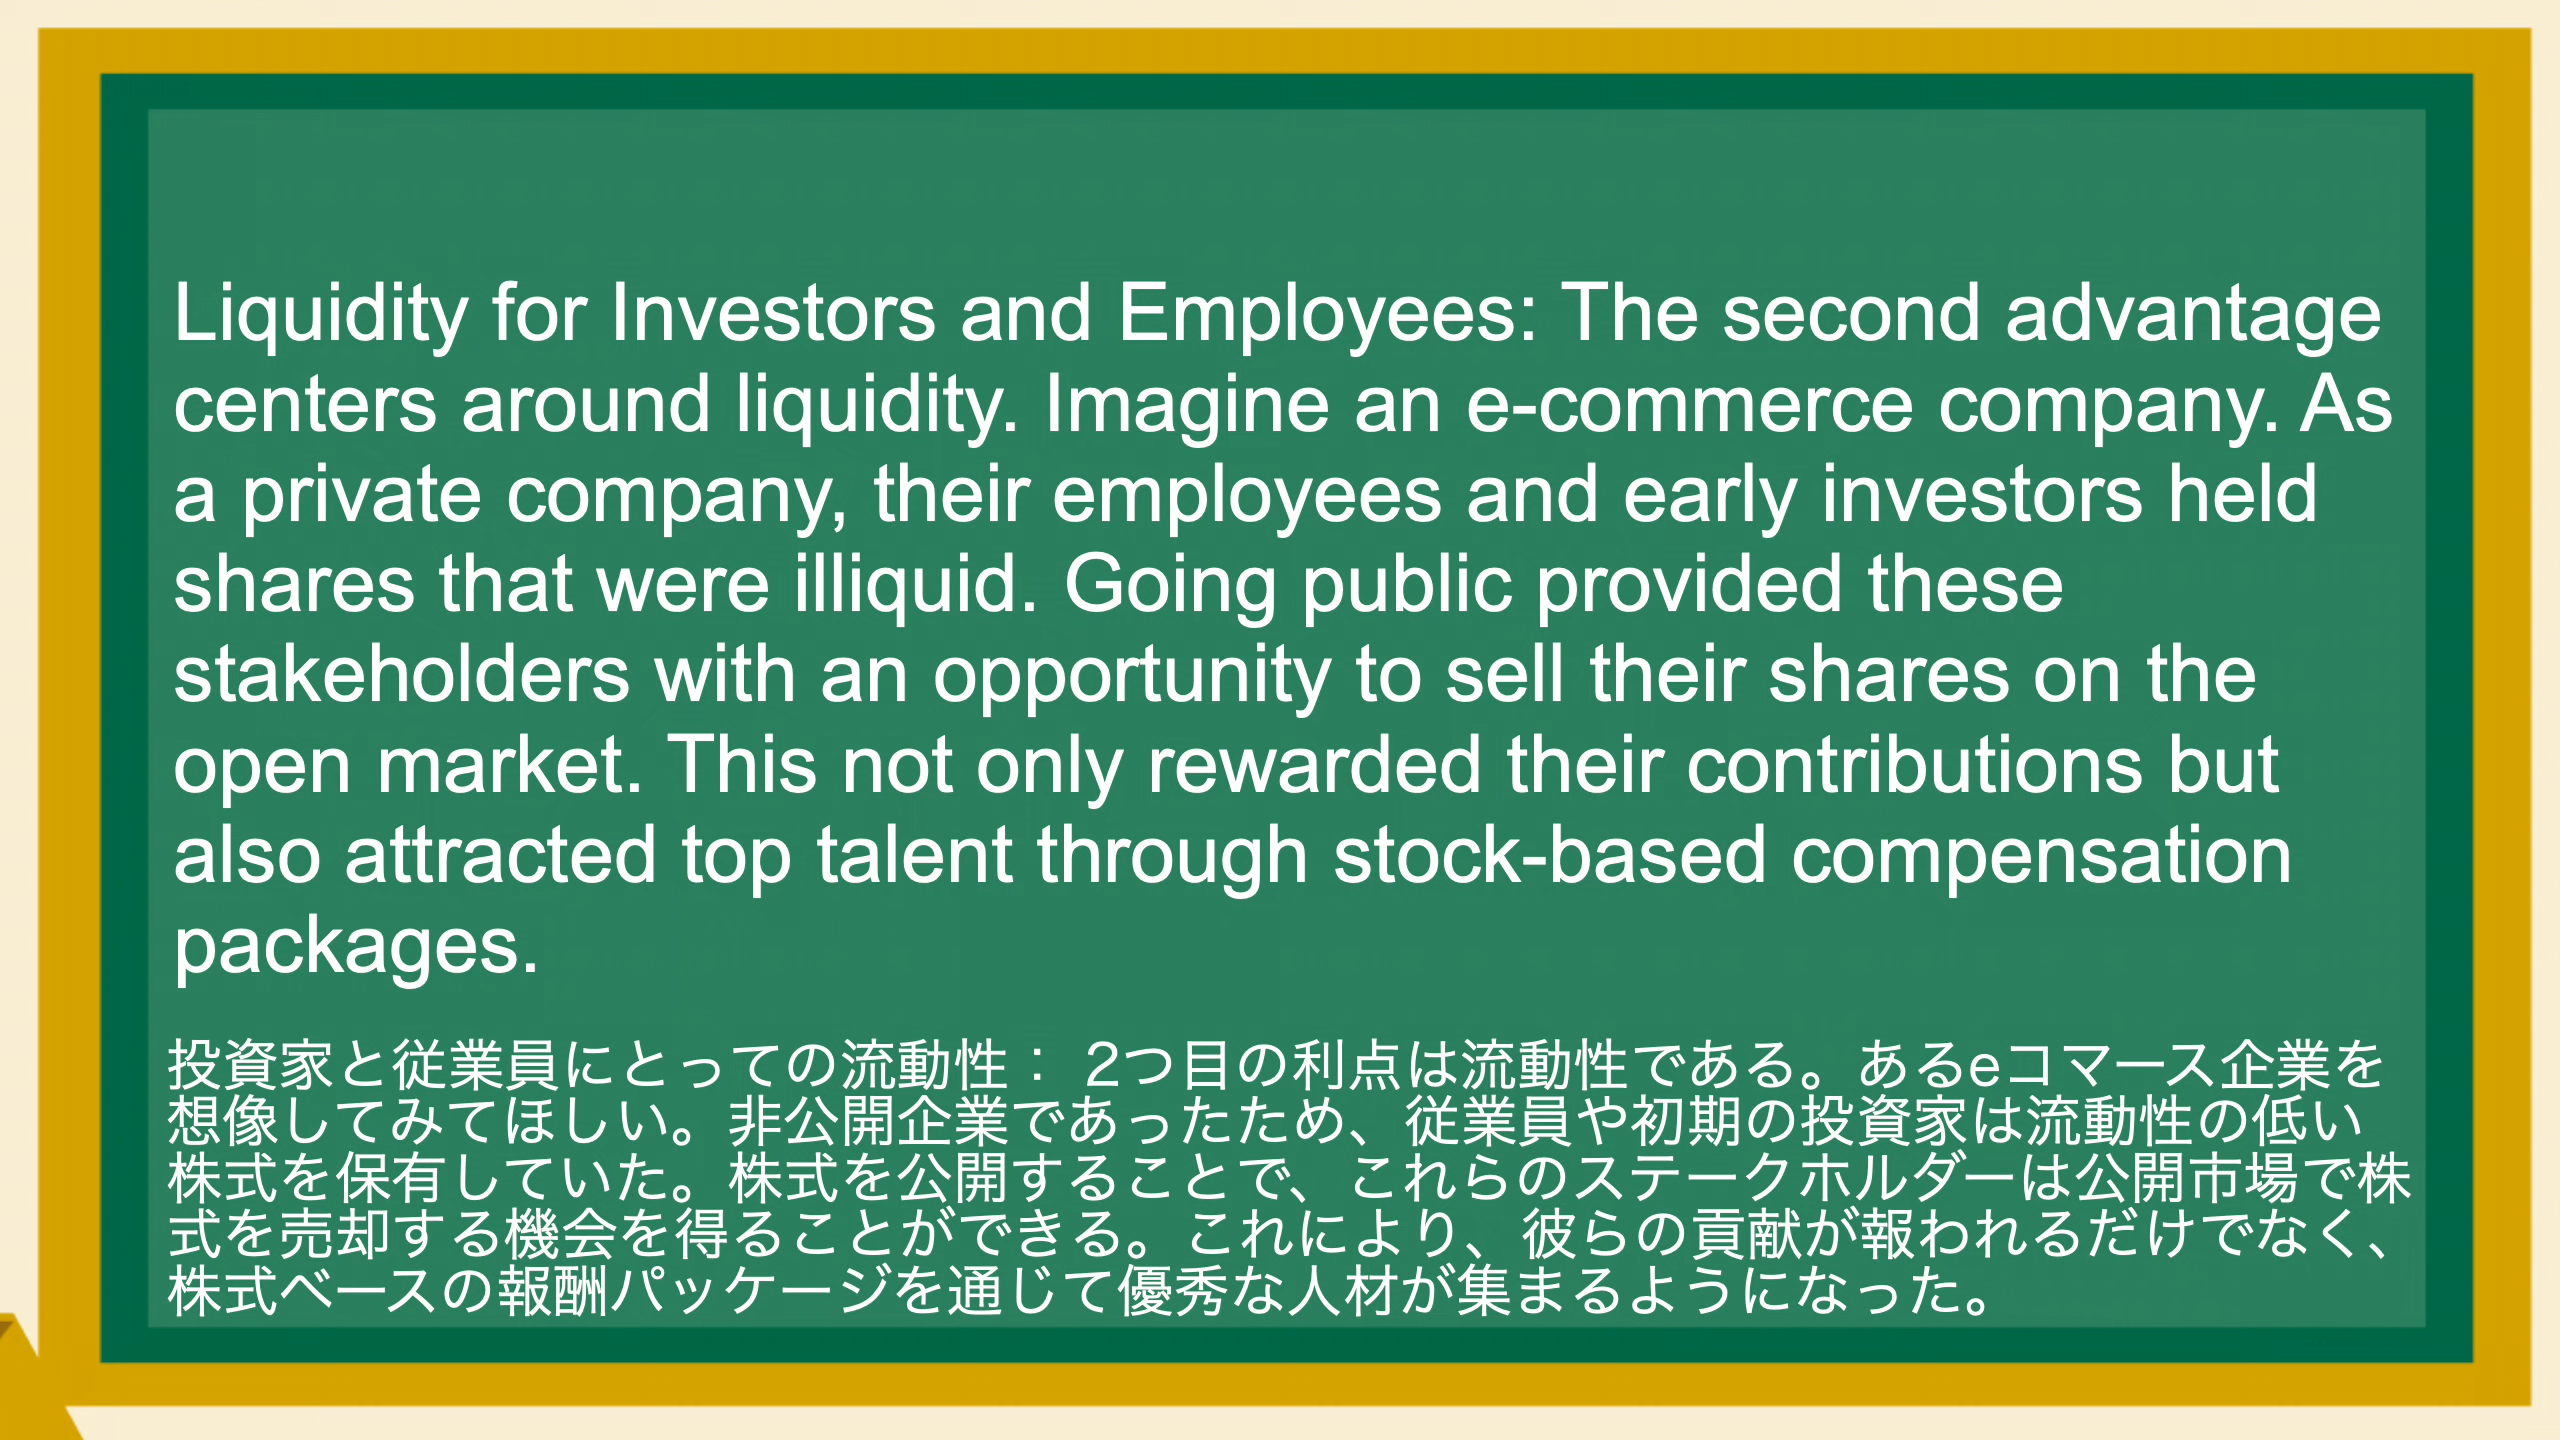 Liquidity for Investors and Employees: The second advantage
centers around liquidity. Imagine an e-commerce company. As
a private company, their employees and early investors held
shares that were illiquid. Going public provided these
stakeholders with an opportunity to sell their shares on the
open market. This not only rewarded their contributions but
also attracted top talent through stock-based compensation
packages.
投資家と従業員にとっての流動性： 2つ目の利点は流動性である。あるeコマース企業を
想像してみてほしい。非公開企業であったため、従業員や初期の投資家は流動性の低い
株式を保有していた。株式を公開することで、これらのステークホルダーは公開市場で株
式を売却する機会を得ることができる。これにより、彼らの貢献が報われるだけでなく、
株式ベースの報酬パッケージを通じて優秀な人材が集まるようになった。